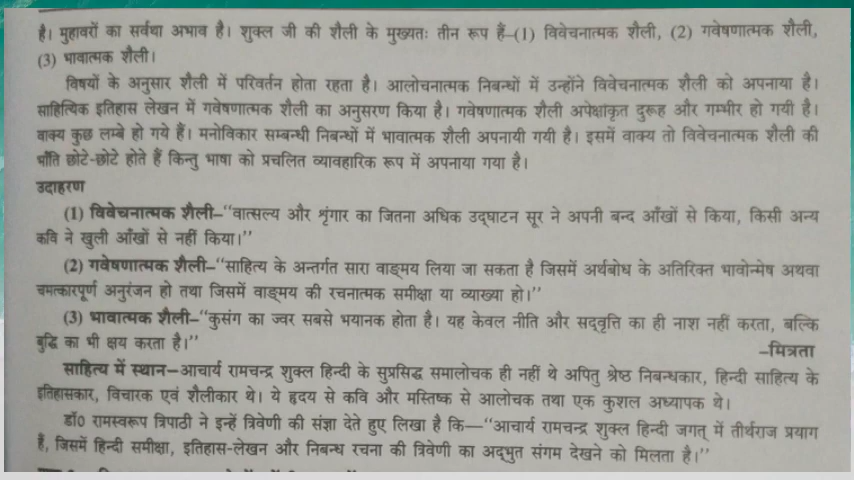 है। मुहावरों का सर्वथा अभाव है। शुक्ल जी की शैली के मुख्यतः तीन रूप हैं–(1) विवेचनात्मक शैली, (2) गवेषणात्मक शैली,
(3) भावात्मक शैली।
विषयों के अनुसार शैली में परिवर्तन होता रहता है। आलोचनात्मक निबन्धों में उन्होंने विवेचनात्मक शैली को अपनाया है।
साहित्यिक इतिहास लेखन में गवेषणात्मक शैली का अनुसरण किया है। गवेषणात्मक शैली अपेक्षाकृत दुरूह और गम्भीर हो गयी है।
वाक्य कुछ लम्बे हो गये हैं। मनोविकार सम्बन्धी निबन्धों में भावात्मक शैली अपनायी गयी है। इसमें वाक्य तो विवेचनात्मक शैली की
भाँति छोटे-छोटे होते हैं किन्तु भाषा को प्रचलित व्यावहारिक रूप में अपनाया गया है।
उदाहरण
(1) विवेचनात्मक शैली–‘‘वात्सल्य और शृंगार का जितना अधिक उद्घाटन सूर ने अपनी बन्द आँखों से किया, किसी अन्य
कवि ने खुली आँखों से नहीं किया।’’
(2) गवेषणात्मक शैली–‘‘साहित्य के अन्तर्गत सारा वाङ्मय लिया जा सकता है जिसमें अर्थबोध के अतिरिक्त भावोन्मेष अथवा
चमत्कारपूर्ण अनुरंजन हो तथा जिसमें वाङ्मय की रचनात्मक समीक्षा या व्याख्या हो।’’
(3) भावात्मक शैली–‘‘कुसंग का ज्वर सबसे भयानक होता है। यह केवल नीति और सद्वृत्ति का ही नाश नहीं करता, बल्कि
बुद्धि का भी क्षय करता है।’’ –मित्रता
साहित्य में स्थान–आचार्य रामचन्द्र शुक्ल हिन्दी के सुप्रसिद्ध समालोचक ही नहीं थे अपितु श्रेष्ठ निबन्धकार, हिन्दी साहित्य के
इतिहासकार, विचारक एवं शैलीकार थे। ये हृदय से कवि और मस्तिष्क से आलोचक तथा एक कुशल अध्यापक थे।
डॉ0 रामस्वरूप त्रिपाठी ने इन्हें त्रिवेणी की संज्ञा देते हुए लिखा है कि—‘‘आचार्य रामचन्द्र शुक्ल हिन्दी जगत् में तीर्थराज प्रयाग
हैं, जिसमें हिन्दी समीक्षा, इतिहास-लेखन और निबन्ध रचना की त्रिवेणी का अद्भुत संगम देखने को मिलता है।’’